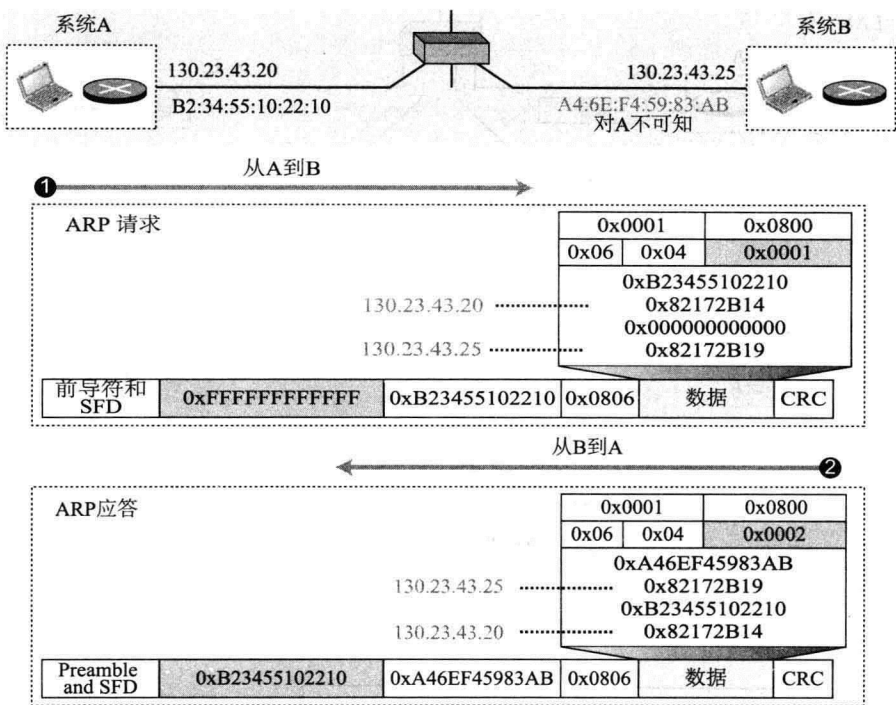 系统A
系统B
130.23.43.20
B2:34:55:10:22:10
130.23.43.25
A4:6E:F4:59:83:AB
对A不可知
从A到B
❶
ARP 请求
0x0001 0x0800
0x06 0x04 0x0001
0xB23455102210
130.23.43.20 0x82172B14
0x000000000000
130.23.43.25 0x82172B19
前导符和
SFD
0xFFFFFFFFFFFF 0xB23455102210 0x0806 数据 CRC
从B到A
❷
ARP应答
0x0001 0x0800
0x06 0x04 0x0002
0xA46EF45983AB
130.23.43.25 0x82172B19
0xB23455102210
130.23.43.20 0x82172B14
Preamble
and SFD
0xB23455102210 0xA46EF45983AB 0x0806 数据 CRC